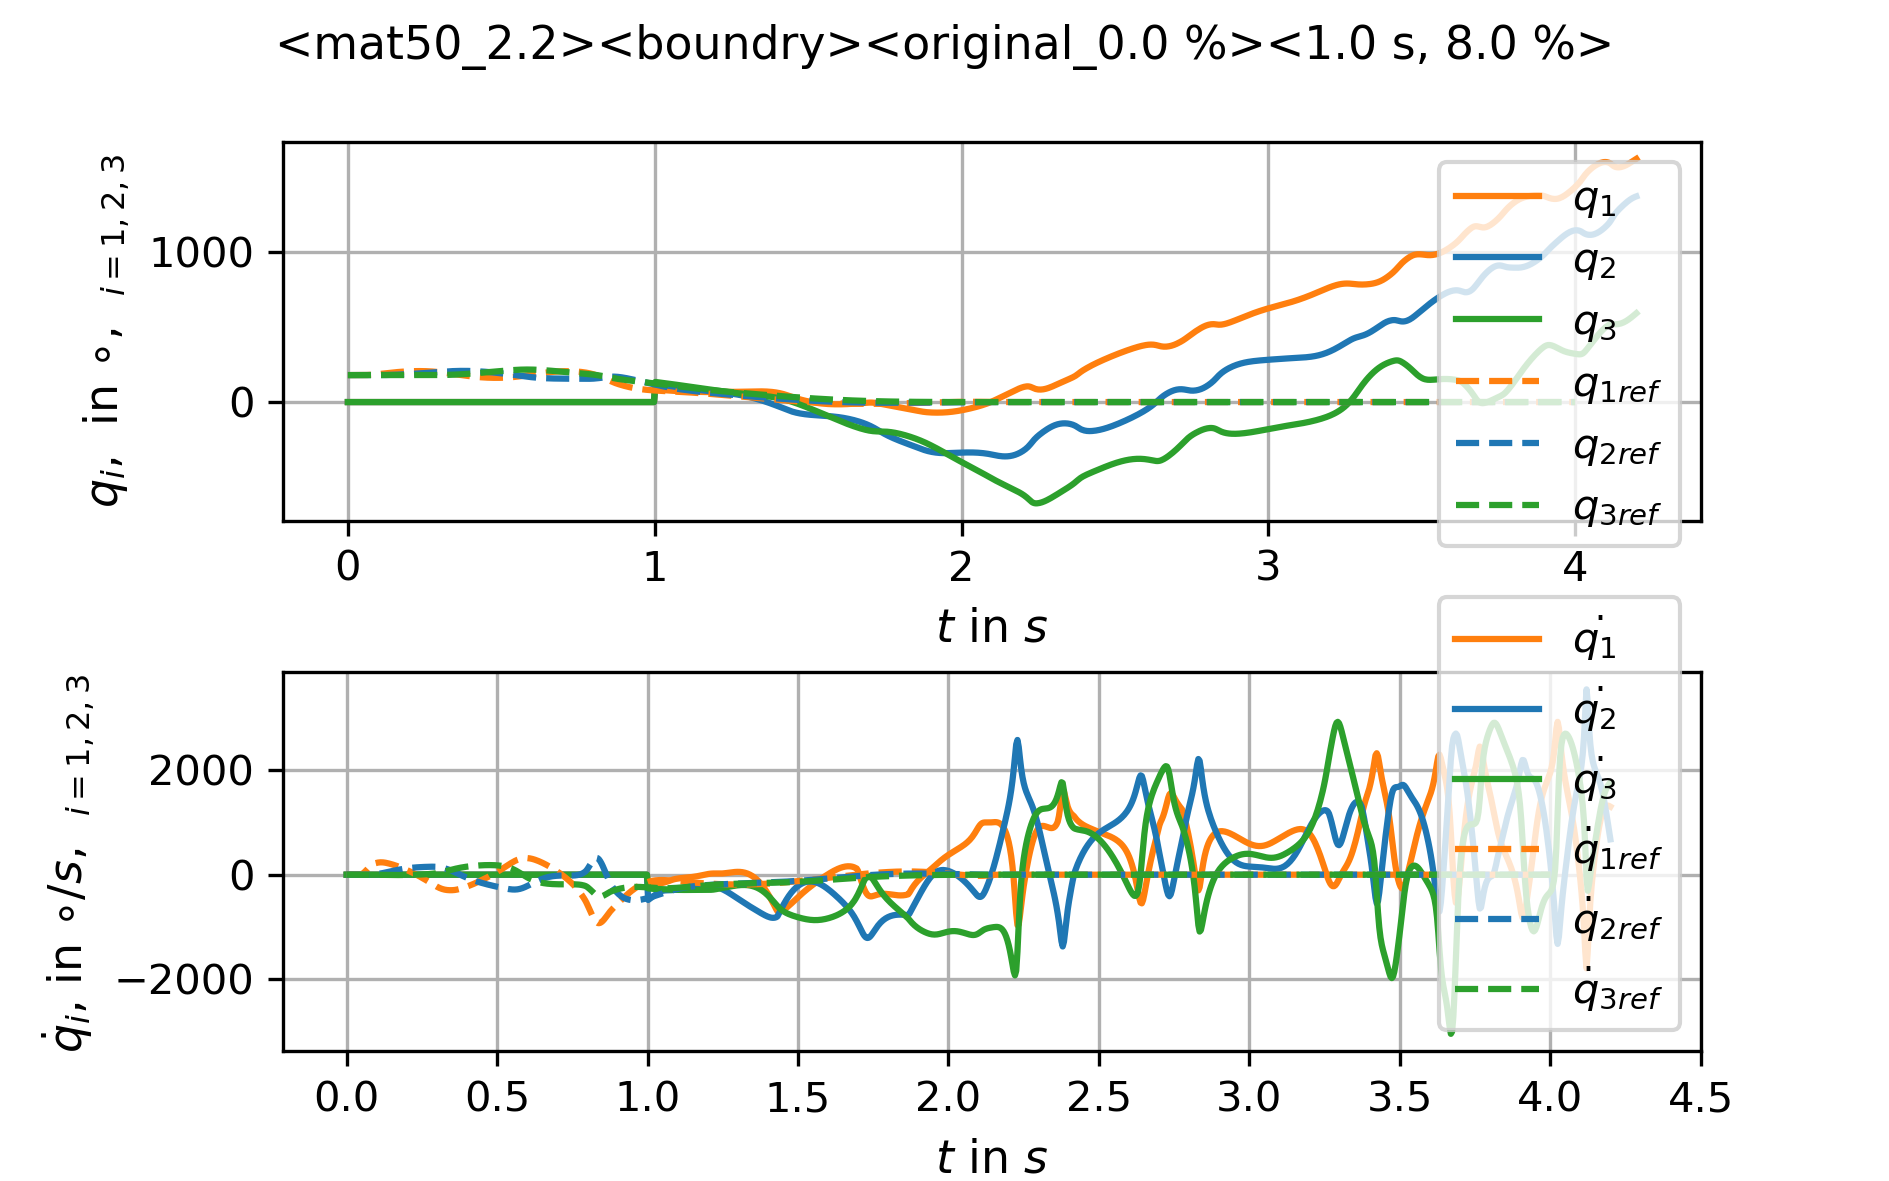 <mat50_2.2><boundry><original_0.0 %><1.0 s, 8.0 %>
qᵢ, in °, i = 1, 2, 3
1000
0
q₁
q₂
q₃
q₁ref
q₂ref
q₃ref
0 1 2 3 4
t in s
q̇ᵢ, in °/s, i = 1, 2, 3
2000
0
−2000
q̇₁
q̇₂
q̇₃
q̇₁ref
q̇₂ref
q̇₃ref
0.0 0.5 1.0 1.5 2.0 2.5 3.0 3.5 4.0 4.5
t in s